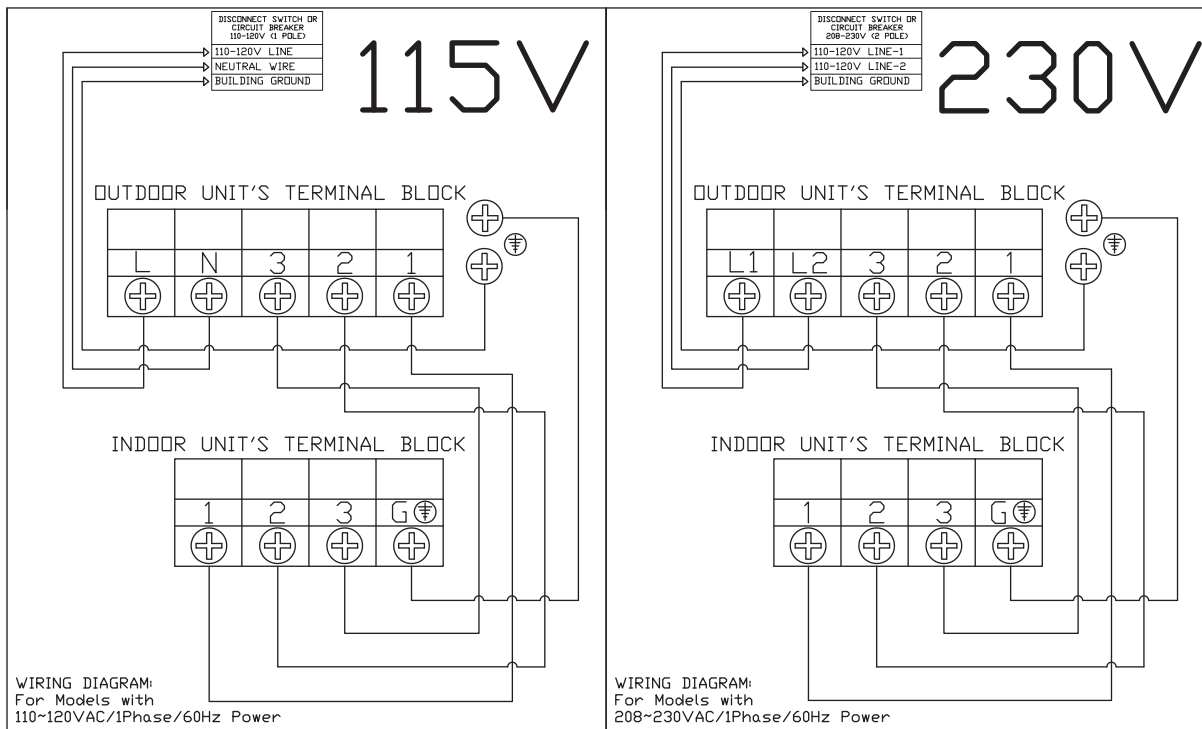 DISCONNECT SWITCH OR
CIRCUIT BREAKER
110-120V (1 POLE)
110-120V LINE
NEUTRAL WIRE
BUILDING GROUND
115V
OUTDOOR UNIT'S TERMINAL BLOCK
L N 3 2 1
INDOOR UNIT'S TERMINAL BLOCK
1 2 3 G
WIRING DIAGRAM:
For Models with
110~120VAC/1Phase/60Hz Power
DISCONNECT SWITCH OR
CIRCUIT BREAKER
208-230V (2 POLE)
110-120V LINE-1
110-120V LINE-2
BUILDING GROUND
230V
OUTDOOR UNIT'S TERMINAL BLOCK
L1 L2 3 2 1
INDOOR UNIT'S TERMINAL BLOCK
1 2 3 G
WIRING DIAGRAM:
For Models with
208~230VAC/1Phase/60Hz Power